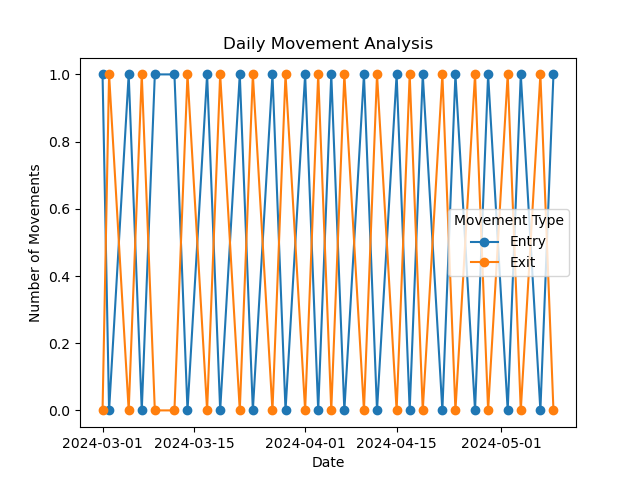 Daily Movement Analysis
1.0
0.8
0.6
0.4
0.2
0.0
Number of Movements
Movement Type
Entry
Exit
2024-03-01 2024-03-15 2024-04-01 2024-04-15 2024-05-01
Date